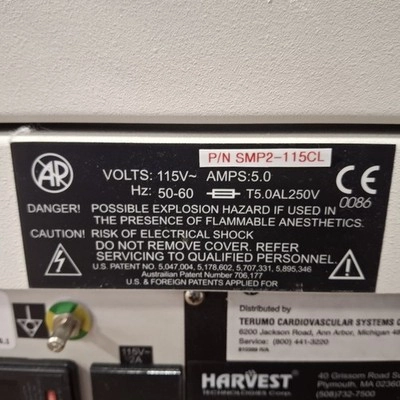 P/N SMP2-115CL
AR
VOLTS: 115V~ AMPS:5.0
Hz: 50-60 T5.0AL250V
CE
0086
DANGER! POSSIBLE EXPLOSION HAZARD IF USED IN
THE PRESENCE OF FLAMMABLE ANESTHETICS.
CAUTION! RISK OF ELECTRICAL SHOCK
DO NOT REMOVE COVER. REFER
SERVICING TO QUALIFIED PERSONNEL.
U.S. PATENT NO. 5,047,004, 5,178,602, 5,707,331, 5,895,346
Austrailian Patent Number 706,177
U.S. & FOREIGN PATENTS APPLIED FOR
Distributed by
TERUMO CARDIOVASCULAR SYSTEMS
6200 Jackson Road, Ann Arbor, Michigan
Service: (800) 441-3220
115V~
2A
HARVEST
TECHNOLOGIES
40 Grissom Road
Plymouth, MA 02360
(508)732-7500